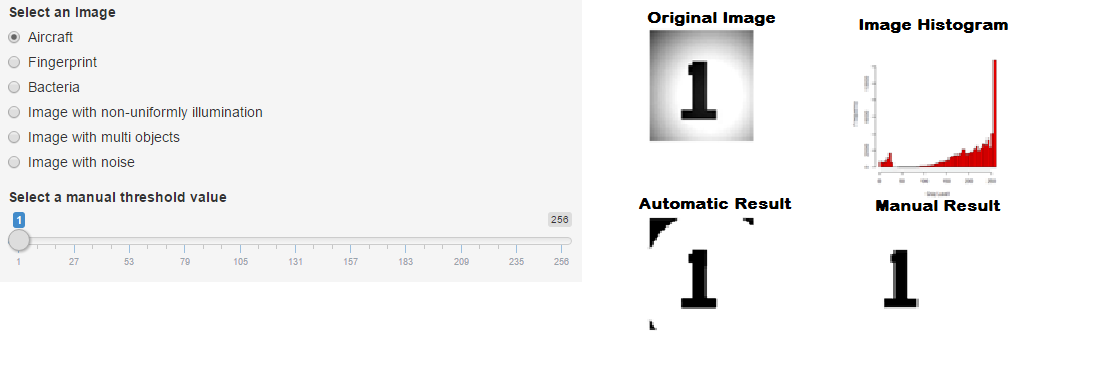 Select an Image
Aircraft
Fingerprint
Bacteria
Image with non-uniformly illumination
Image with multi objects
Image with noise
Select a manual threshold value
1
256
1 27 53 79 105 131 157 183 209 235 256
Original Image
1
Image Histogram
Automatic Result
1
Manual Result
1